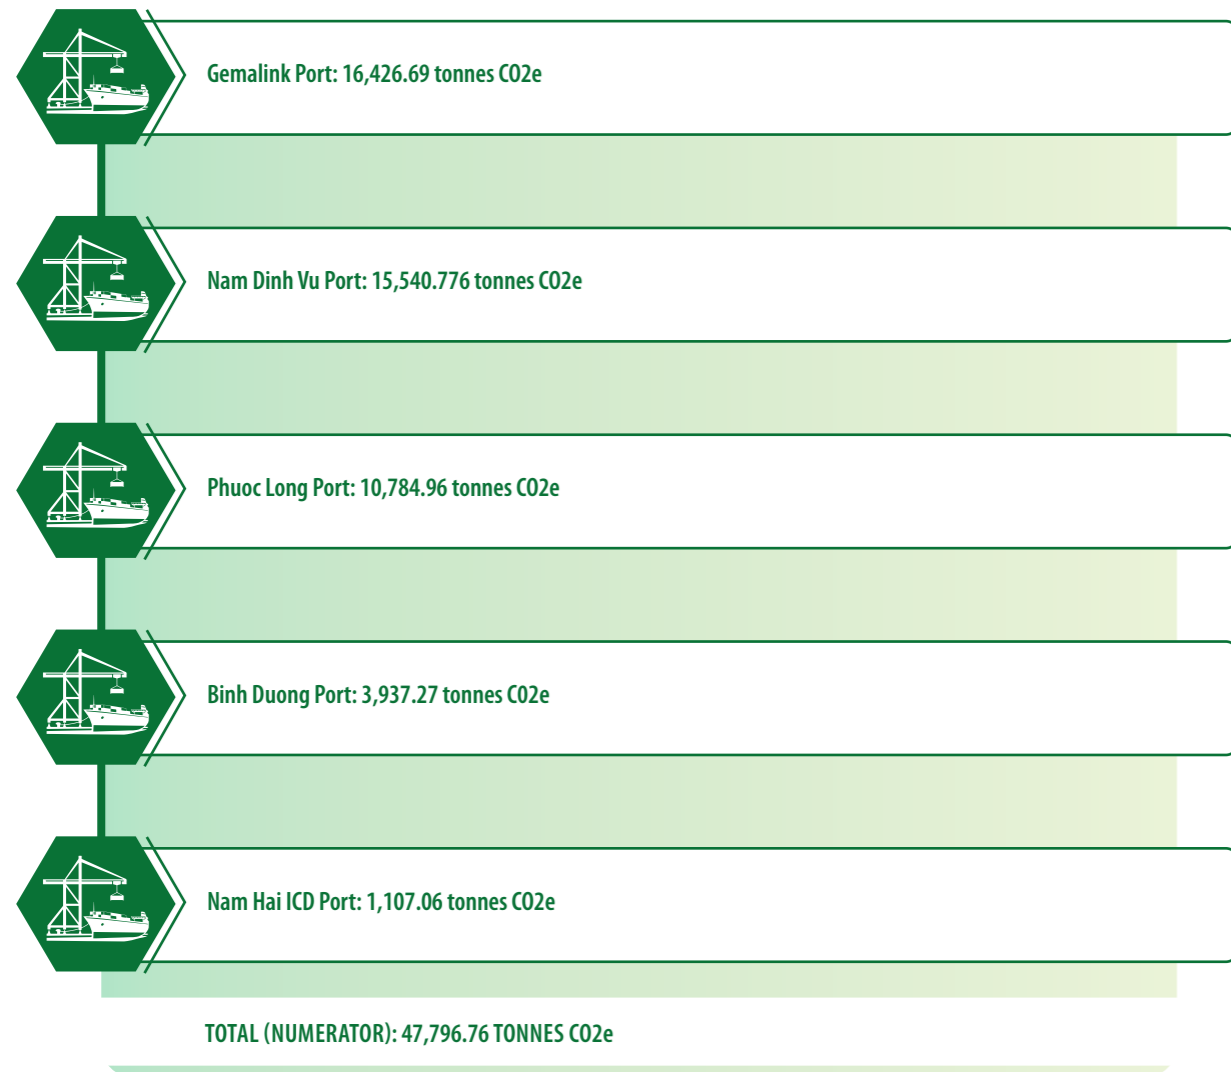 Gemalink Port: 16,426.69 tonnes CO2e
Nam Dinh Vu Port: 15,540.776 tonnes CO2e
Phuoc Long Port: 10,784.96 tonnes CO2e
Binh Duong Port: 3,937.27 tonnes CO2e
Nam Hai ICD Port: 1,107.06 tonnes CO2e
TOTAL (NUMERATOR): 47,796.76 TONNES CO2e